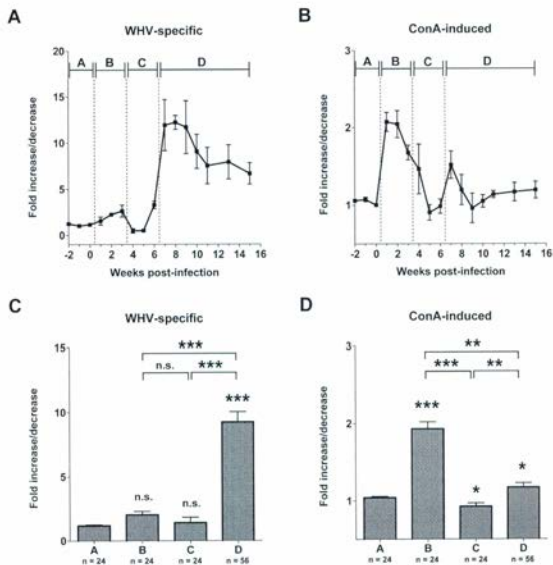 A
WHV-specific
A B C D
Fold increase/decrease
20
15
10
5
0
-2 0 2 4 6 8 10 12 14 16
Weeks post-infection
B
ConA-induced
A B C D
Fold increase/decrease
3
2
1
-2 0 2 4 6 8 10 12 14 16
Weeks post-infection
C
WHV-specific
Fold increase/decrease
15
10
5
0
***
n.s. ***
***
n.s. n.s.
A B C D
n = 24 n = 24 n = 24 n = 56
D
ConA-induced
Fold increase/decrease
3
2
1
**
*** **
***
* *
A B C D
n = 24 n = 24 n = 24 n = 56